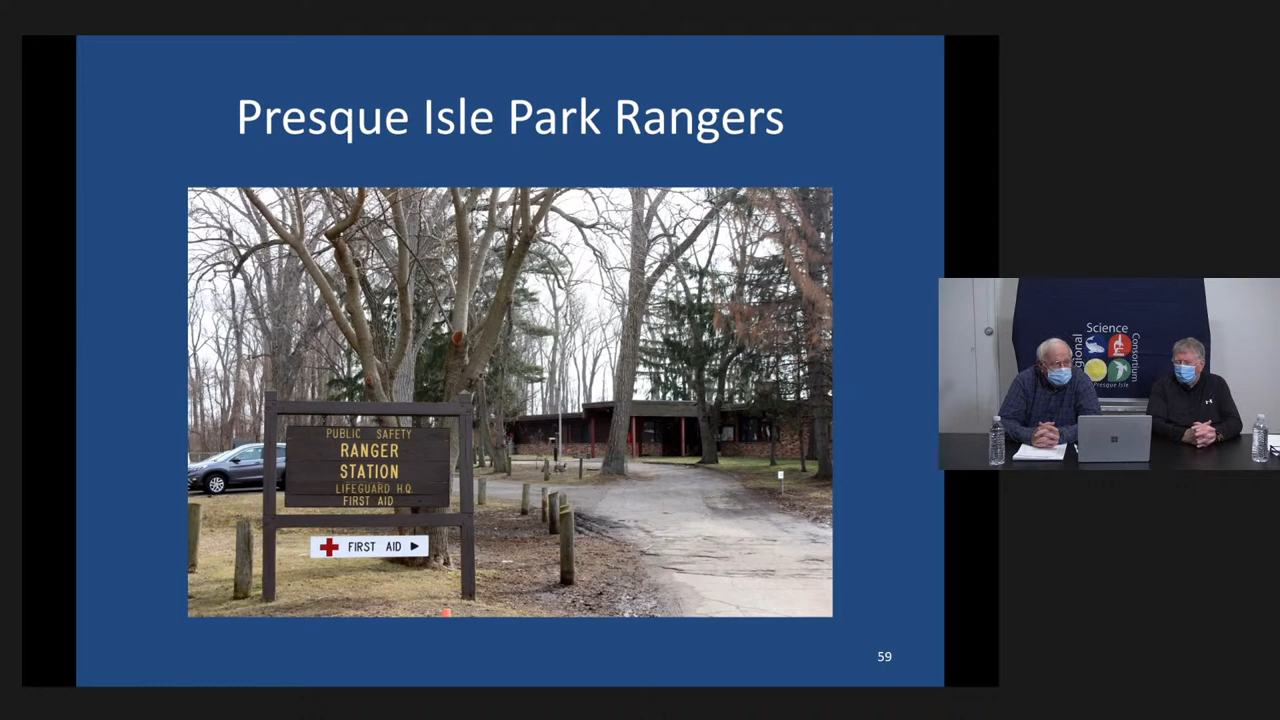 Presque Isle Park Rangers
PUBLIC SAFETY
RANGER
STATION
LIFEGUARD H.Q.
FIRST AID
FIRST AID
59
Science
Consortium
Presque Isle